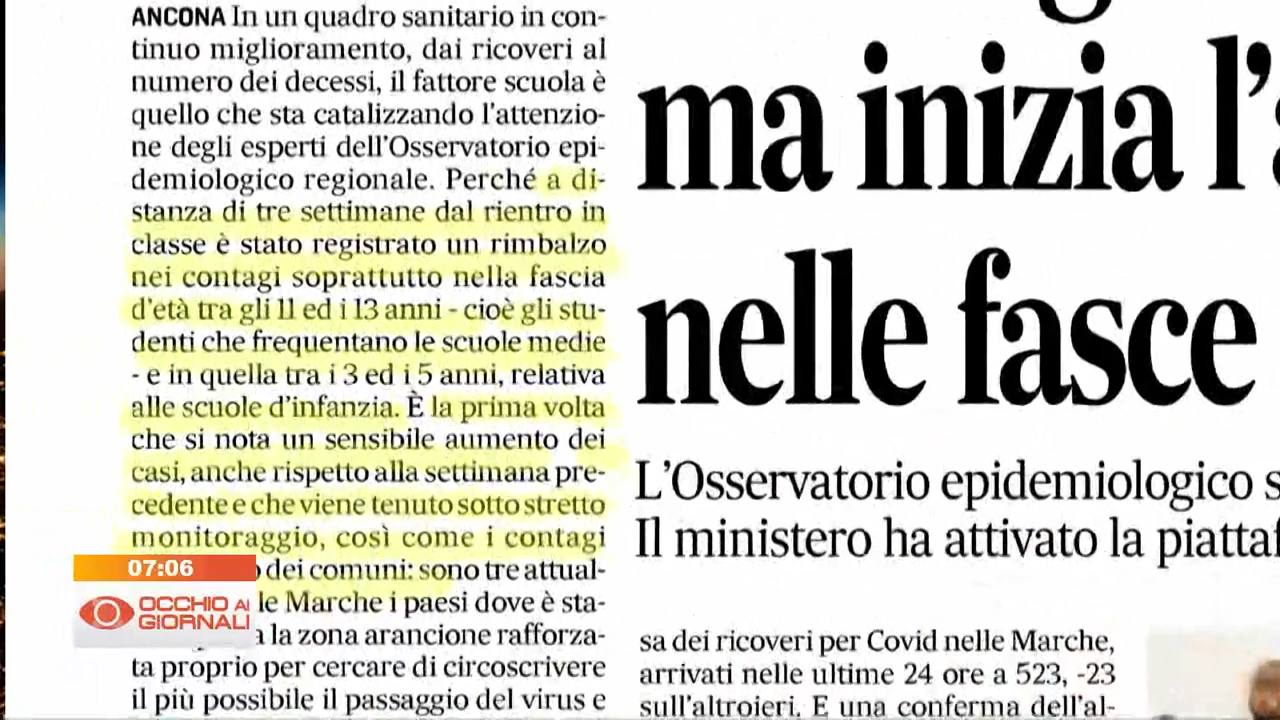 ANCONA In un quadro sanitario in con-
tinuo miglioramento, dai ricoveri al
numero dei decessi, il fattore scuola è
quello che sta catalizzando l'attenzio-
ne degli esperti dell'Osservatorio epi-
demiologico regionale. Perché a di-
stanza di tre settimane dal rientro in
classe è stato registrato un rimbalzo
nei contagi soprattutto nella fascia
d'età tra gli 11 ed i 13 anni - cioè gli stu-
denti che frequentano le scuole medie
- e in quella tra i 3 ed i 5 anni, relativa
alle scuole d'infanzia. È la prima volta
che si nota un sensibile aumento dei
casi, anche rispetto alla settimana pre-
cedente e che viene tenuto sotto stretto
monitoraggio, così come i contagi
dei comuni: sono tre attual-
le Marche i paesi dove è sta-
a la zona arancione rafforza-
ta proprio per cercare di circoscrivere
il più possibile il passaggio del virus e
ma inizia l'
nelle fasce
L'Osservatorio epidemiologico s
Il ministero ha attivato la piattaf
sa dei ricoveri per Covid nelle Marche,
arrivati nelle ultime 24 ore a 523, -23
sull'altroieri. E una conferma dell'al-
07:06
OCCHIO AI
GIORNALI